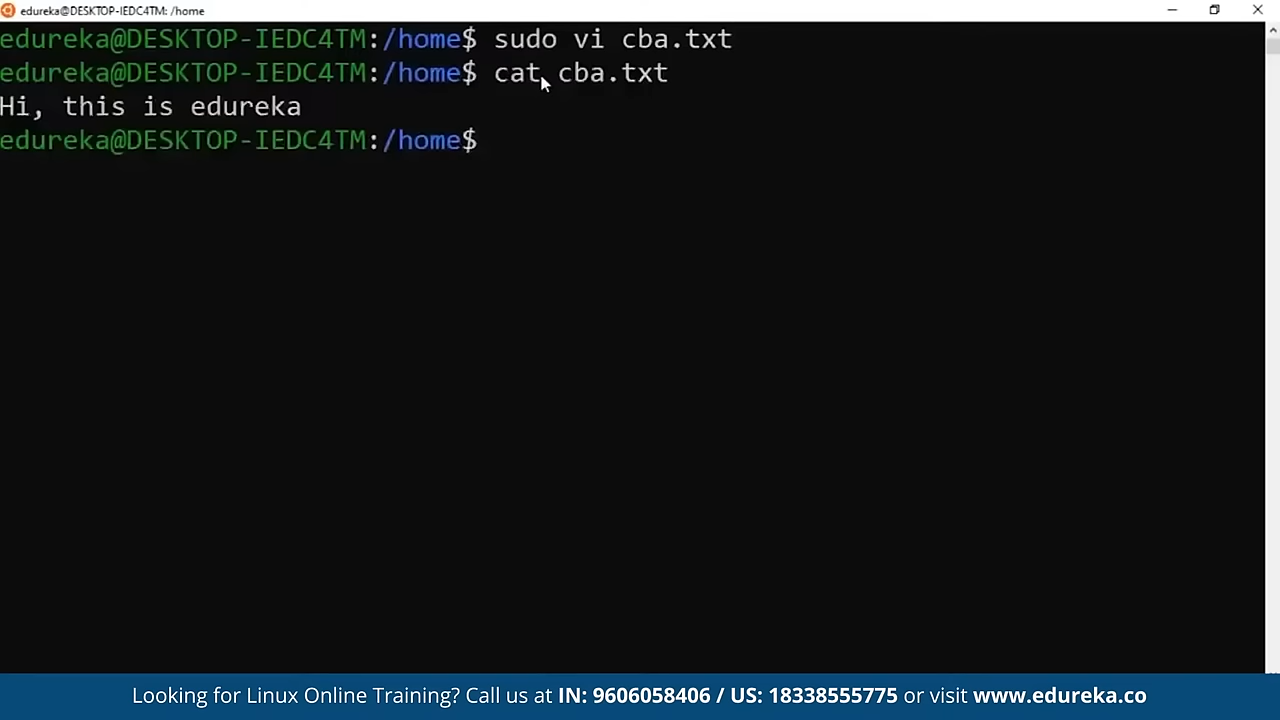 edureka@DESKTOP-IEDC4TM: /home
edureka@DESKTOP-IEDC4TM:/home$ sudo vi cba.txt
edureka@DESKTOP-IEDC4TM:/home$ cat cba.txt
Hi, this is edureka
edureka@DESKTOP-IEDC4TM:/home$
Looking for Linux Online Training? Call us at IN: 9606058406 / US: 18338555775 or visit www.edureka.co